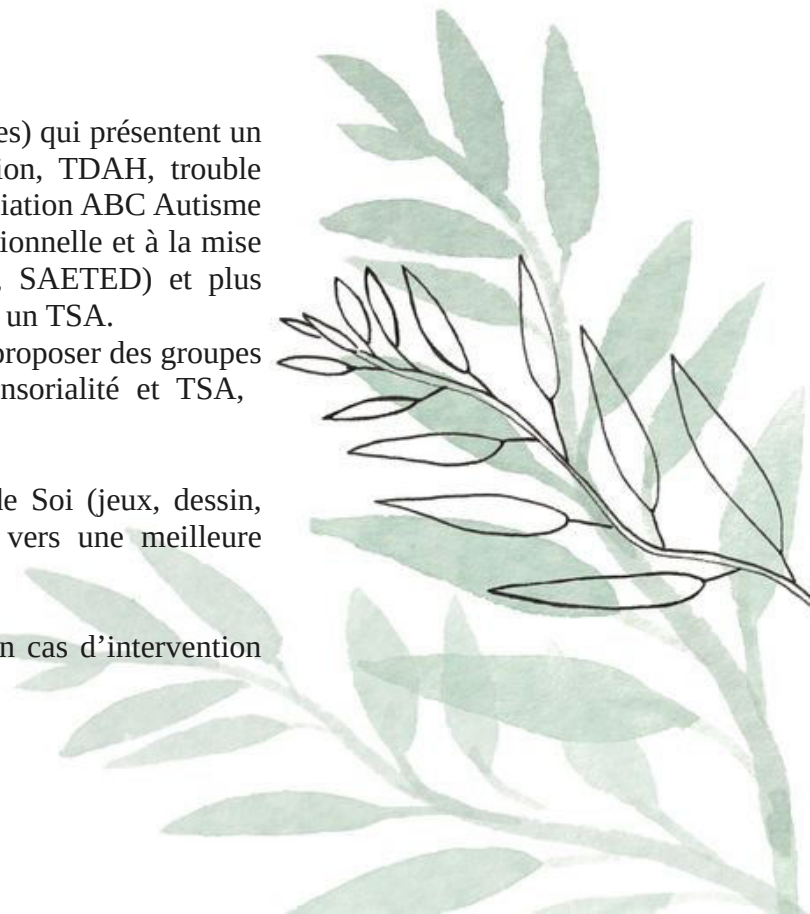 es) qui présentent un
ion, TDAH, trouble
iation ABC Autisme
ionnelle et à la mise
, SAETED) et plus
un TSA.
proposer des groupes
nsorialité et TSA,
de Soi (jeux, dessin,
vers une meilleure
n cas d’intervention